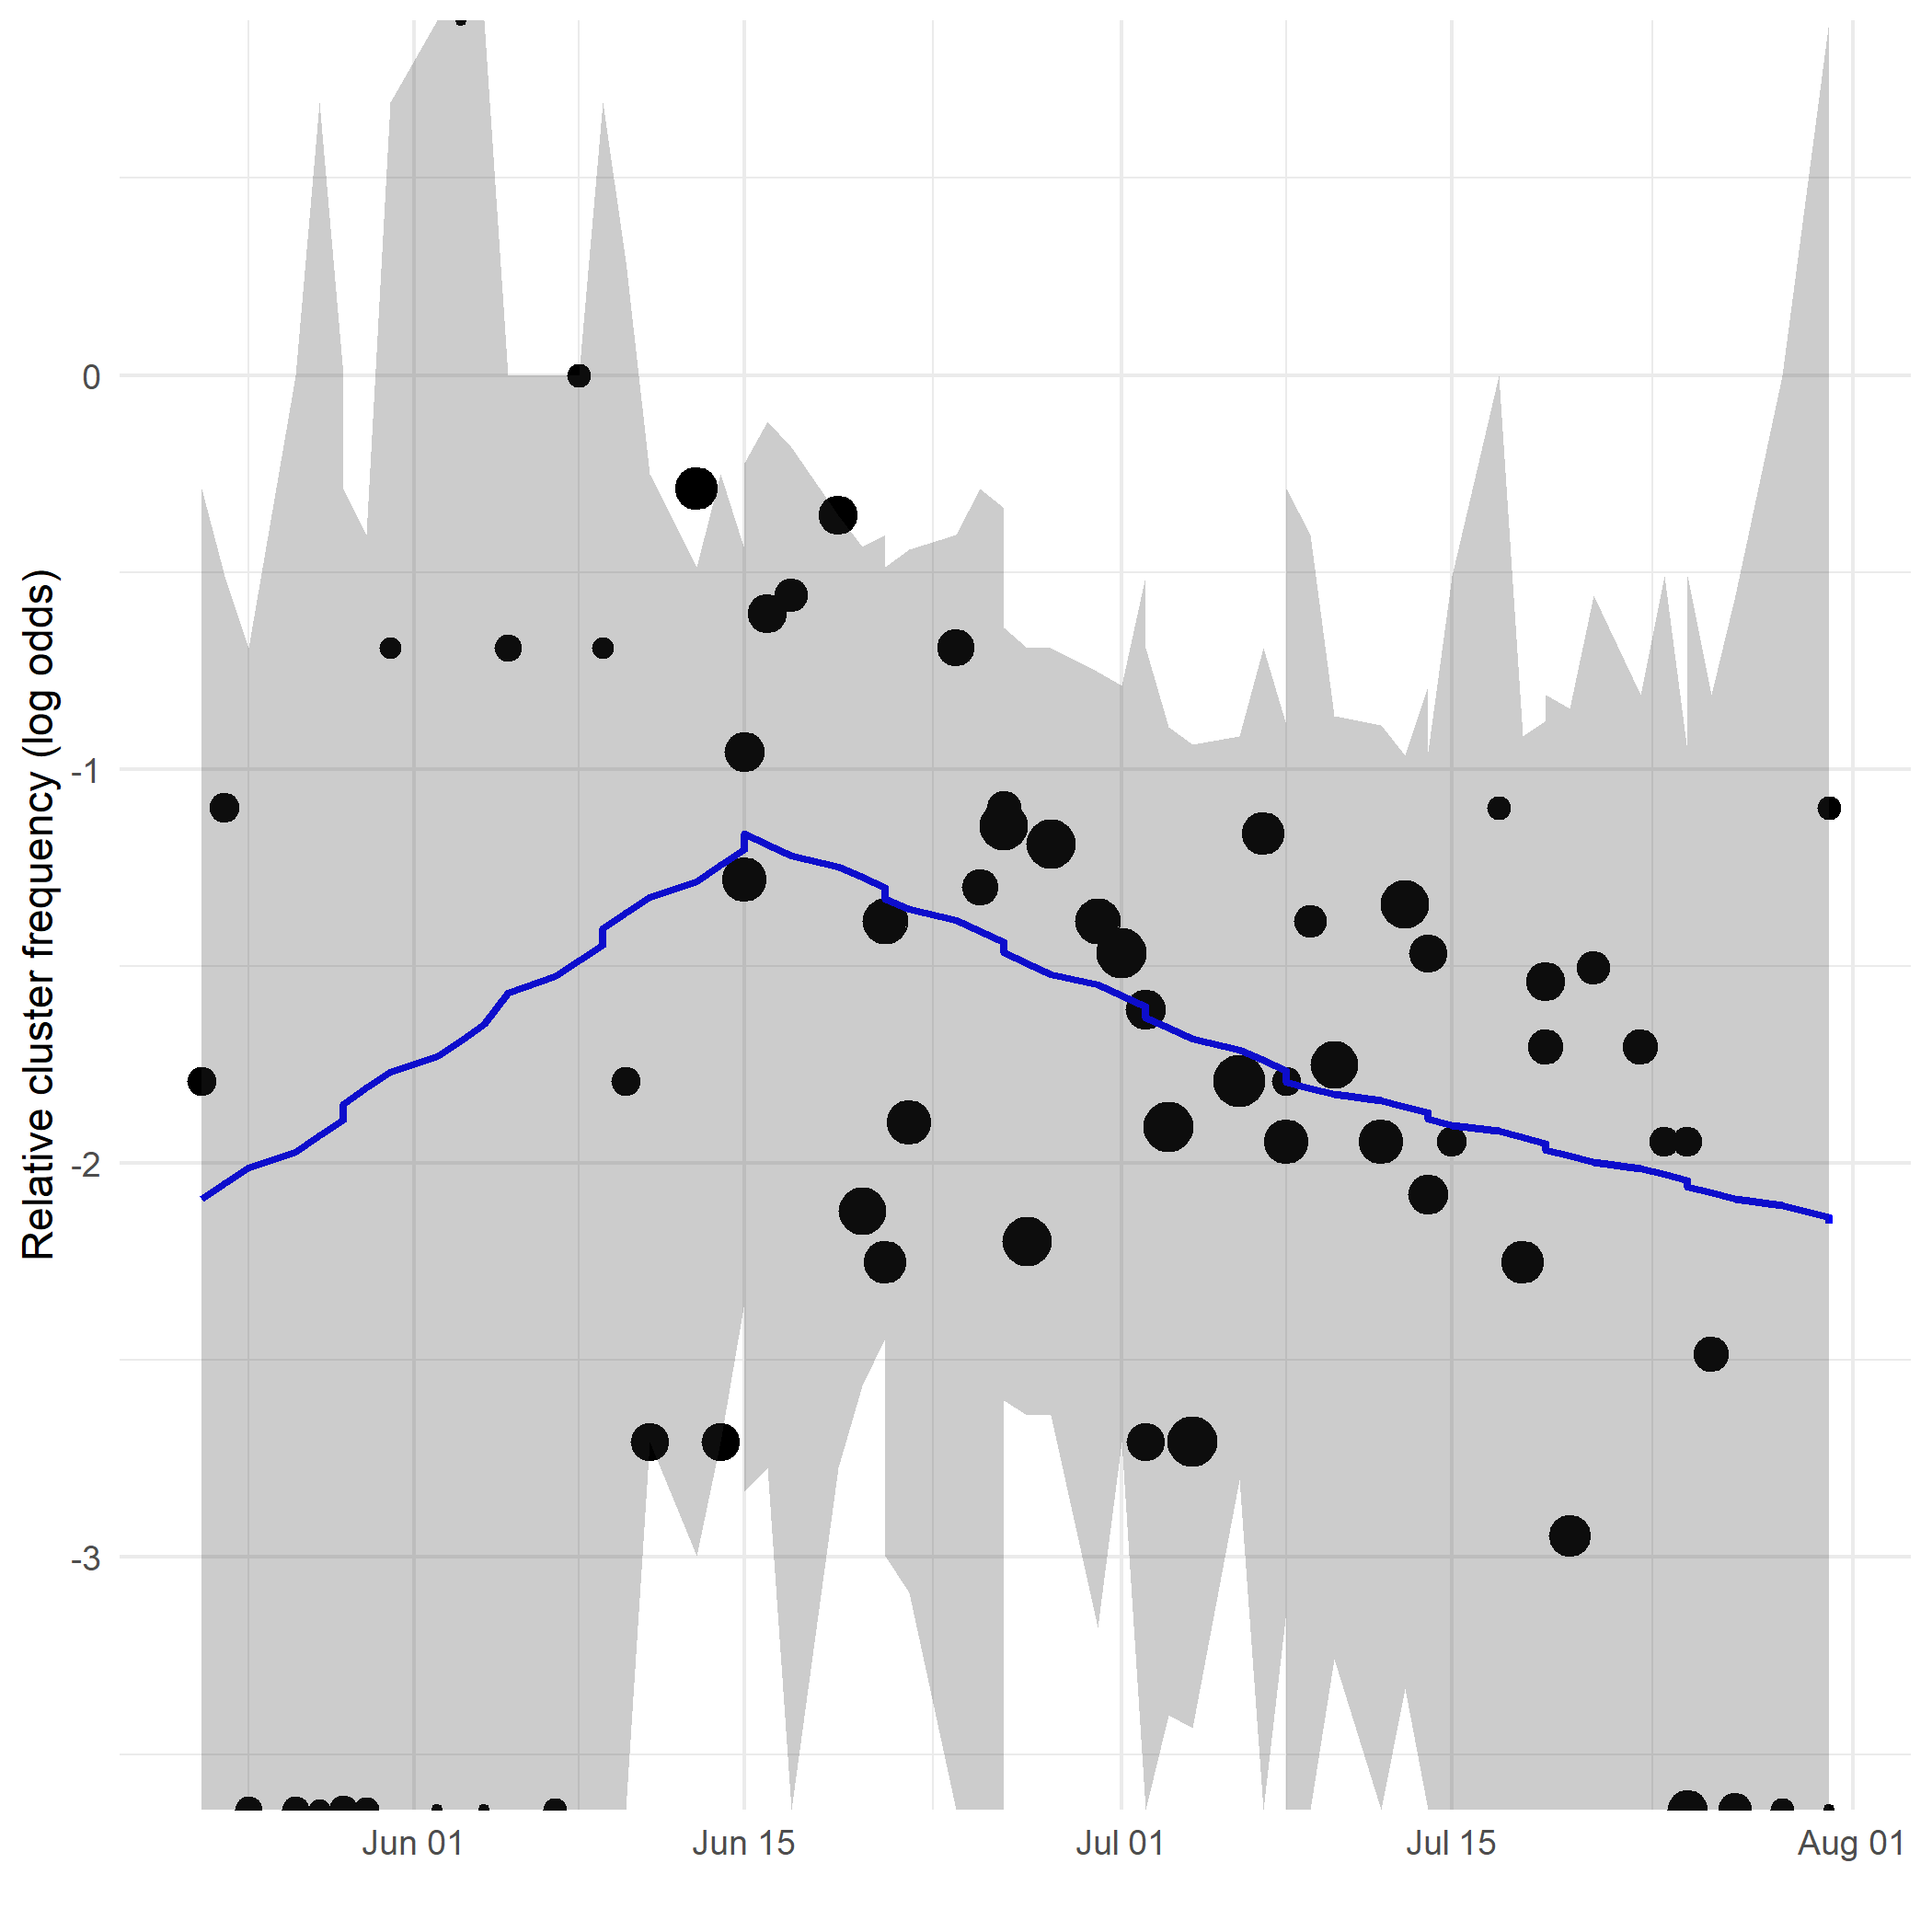 Relative cluster frequency (log odds)
0
-1
-2
-3
Jun 01
Jun 15
Jul 01
Jul 15
Aug 01